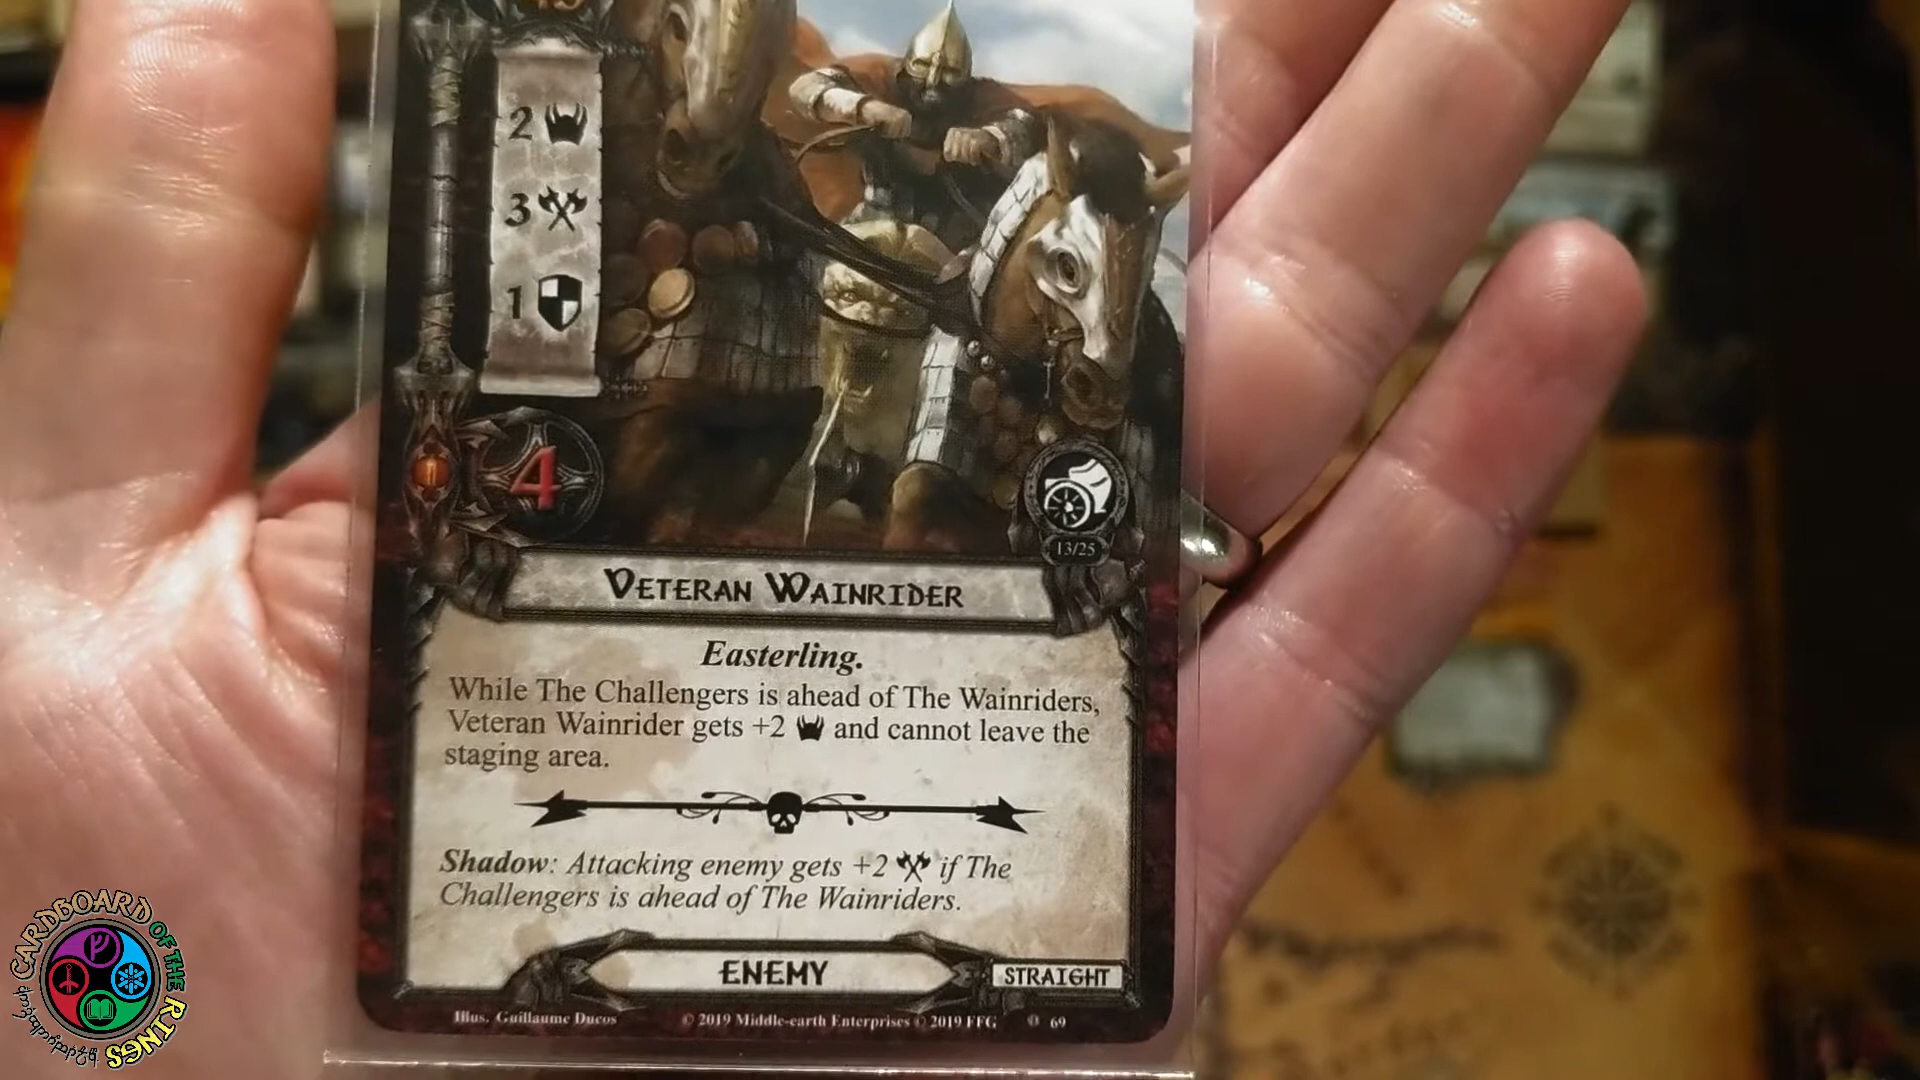 2
3
1
4
13/25
VETERAN WAINRIDER
Easterling.
While The Challengers is ahead of The Wainriders,
Veteran Wainrider gets +2 and cannot leave the
staging area.
Shadow: Attacking enemy gets +2 if The
Challengers is ahead of The Wainriders.
ENEMY
STRAIGHT
Illus. Guillaume Ducos
© 2019 Middle-earth Enterprises © 2019 FFG
69
CARDBOARD OF THE RINGS